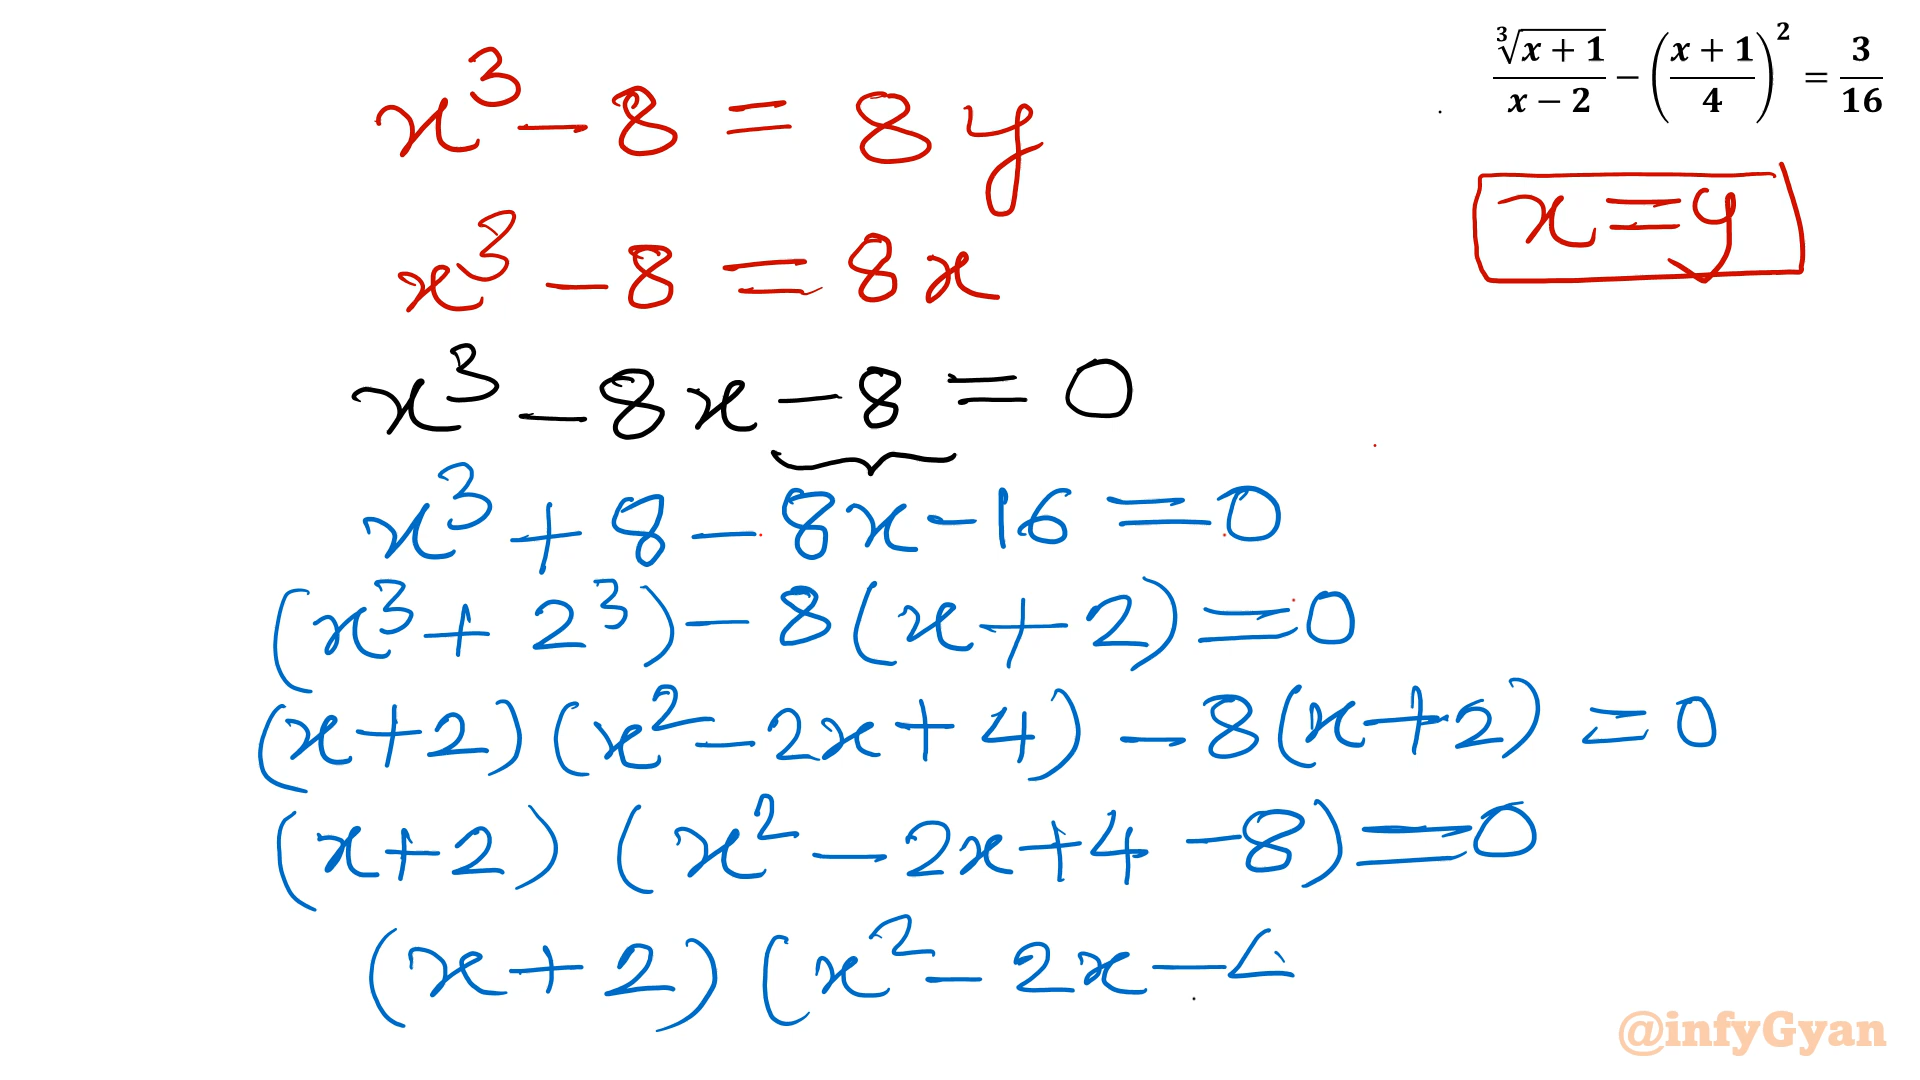 x³ - 8 = 8y
x³ - 8 = 8x
x³ - 8x - 8 = 0
x³ + 8 - 8x - 16 = 0
(x³ + 2³) - 8(x + 2) = 0
(x + 2)(x² - 2x + 4) - 8(x + 2) = 0
(x + 2)(x² - 2x + 4 - 8) = 0
(x + 2)(x² - 2x - 4
∛(x + 1)/(x - 2) - ((x + 1)/4)² = 3/16
x = y
@infyGyan